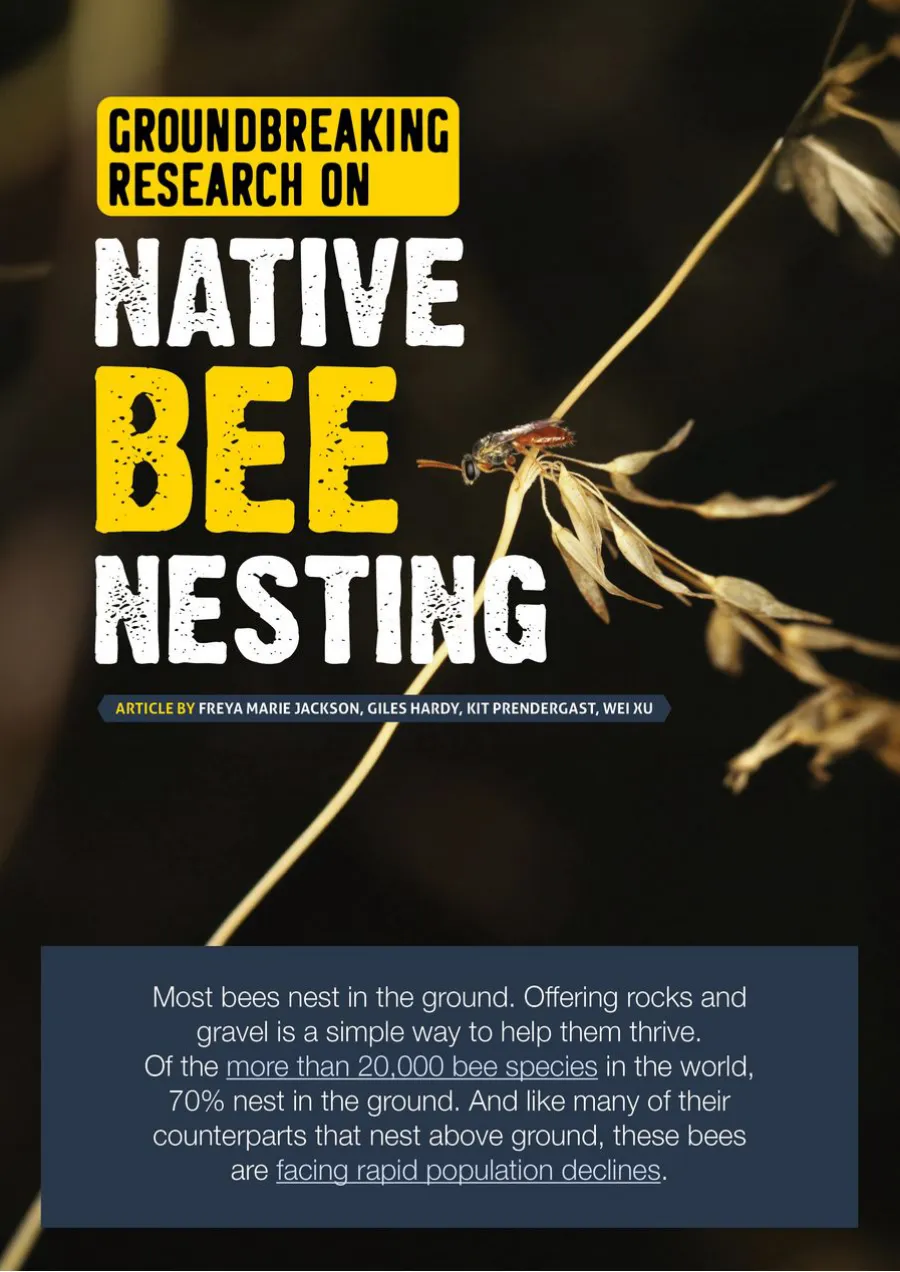 GROUNDBREAKING
RESEARCH ON
NATIVE
BEE
NESTING
ARTICLE BY FREYA MARIE JACKSON, GILES HARDY, KIT PRENDERGAST, WEI XU
Most bees nest in the ground. Offering rocks and
gravel is a simple way to help them thrive.
Of the more than 20,000 bee species in the world,
70% nest in the ground. And like many of their
counterparts that nest above ground, these bees
are facing rapid population declines.